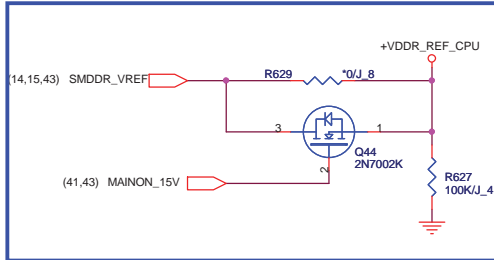 +VDDR_REF_CPU
(14,15,43) SMDDR_VREF
R629 *0/J_8
3 1
Q44
2N7002K
2
(41,43) MAINON_15V
R627
100K/J_4